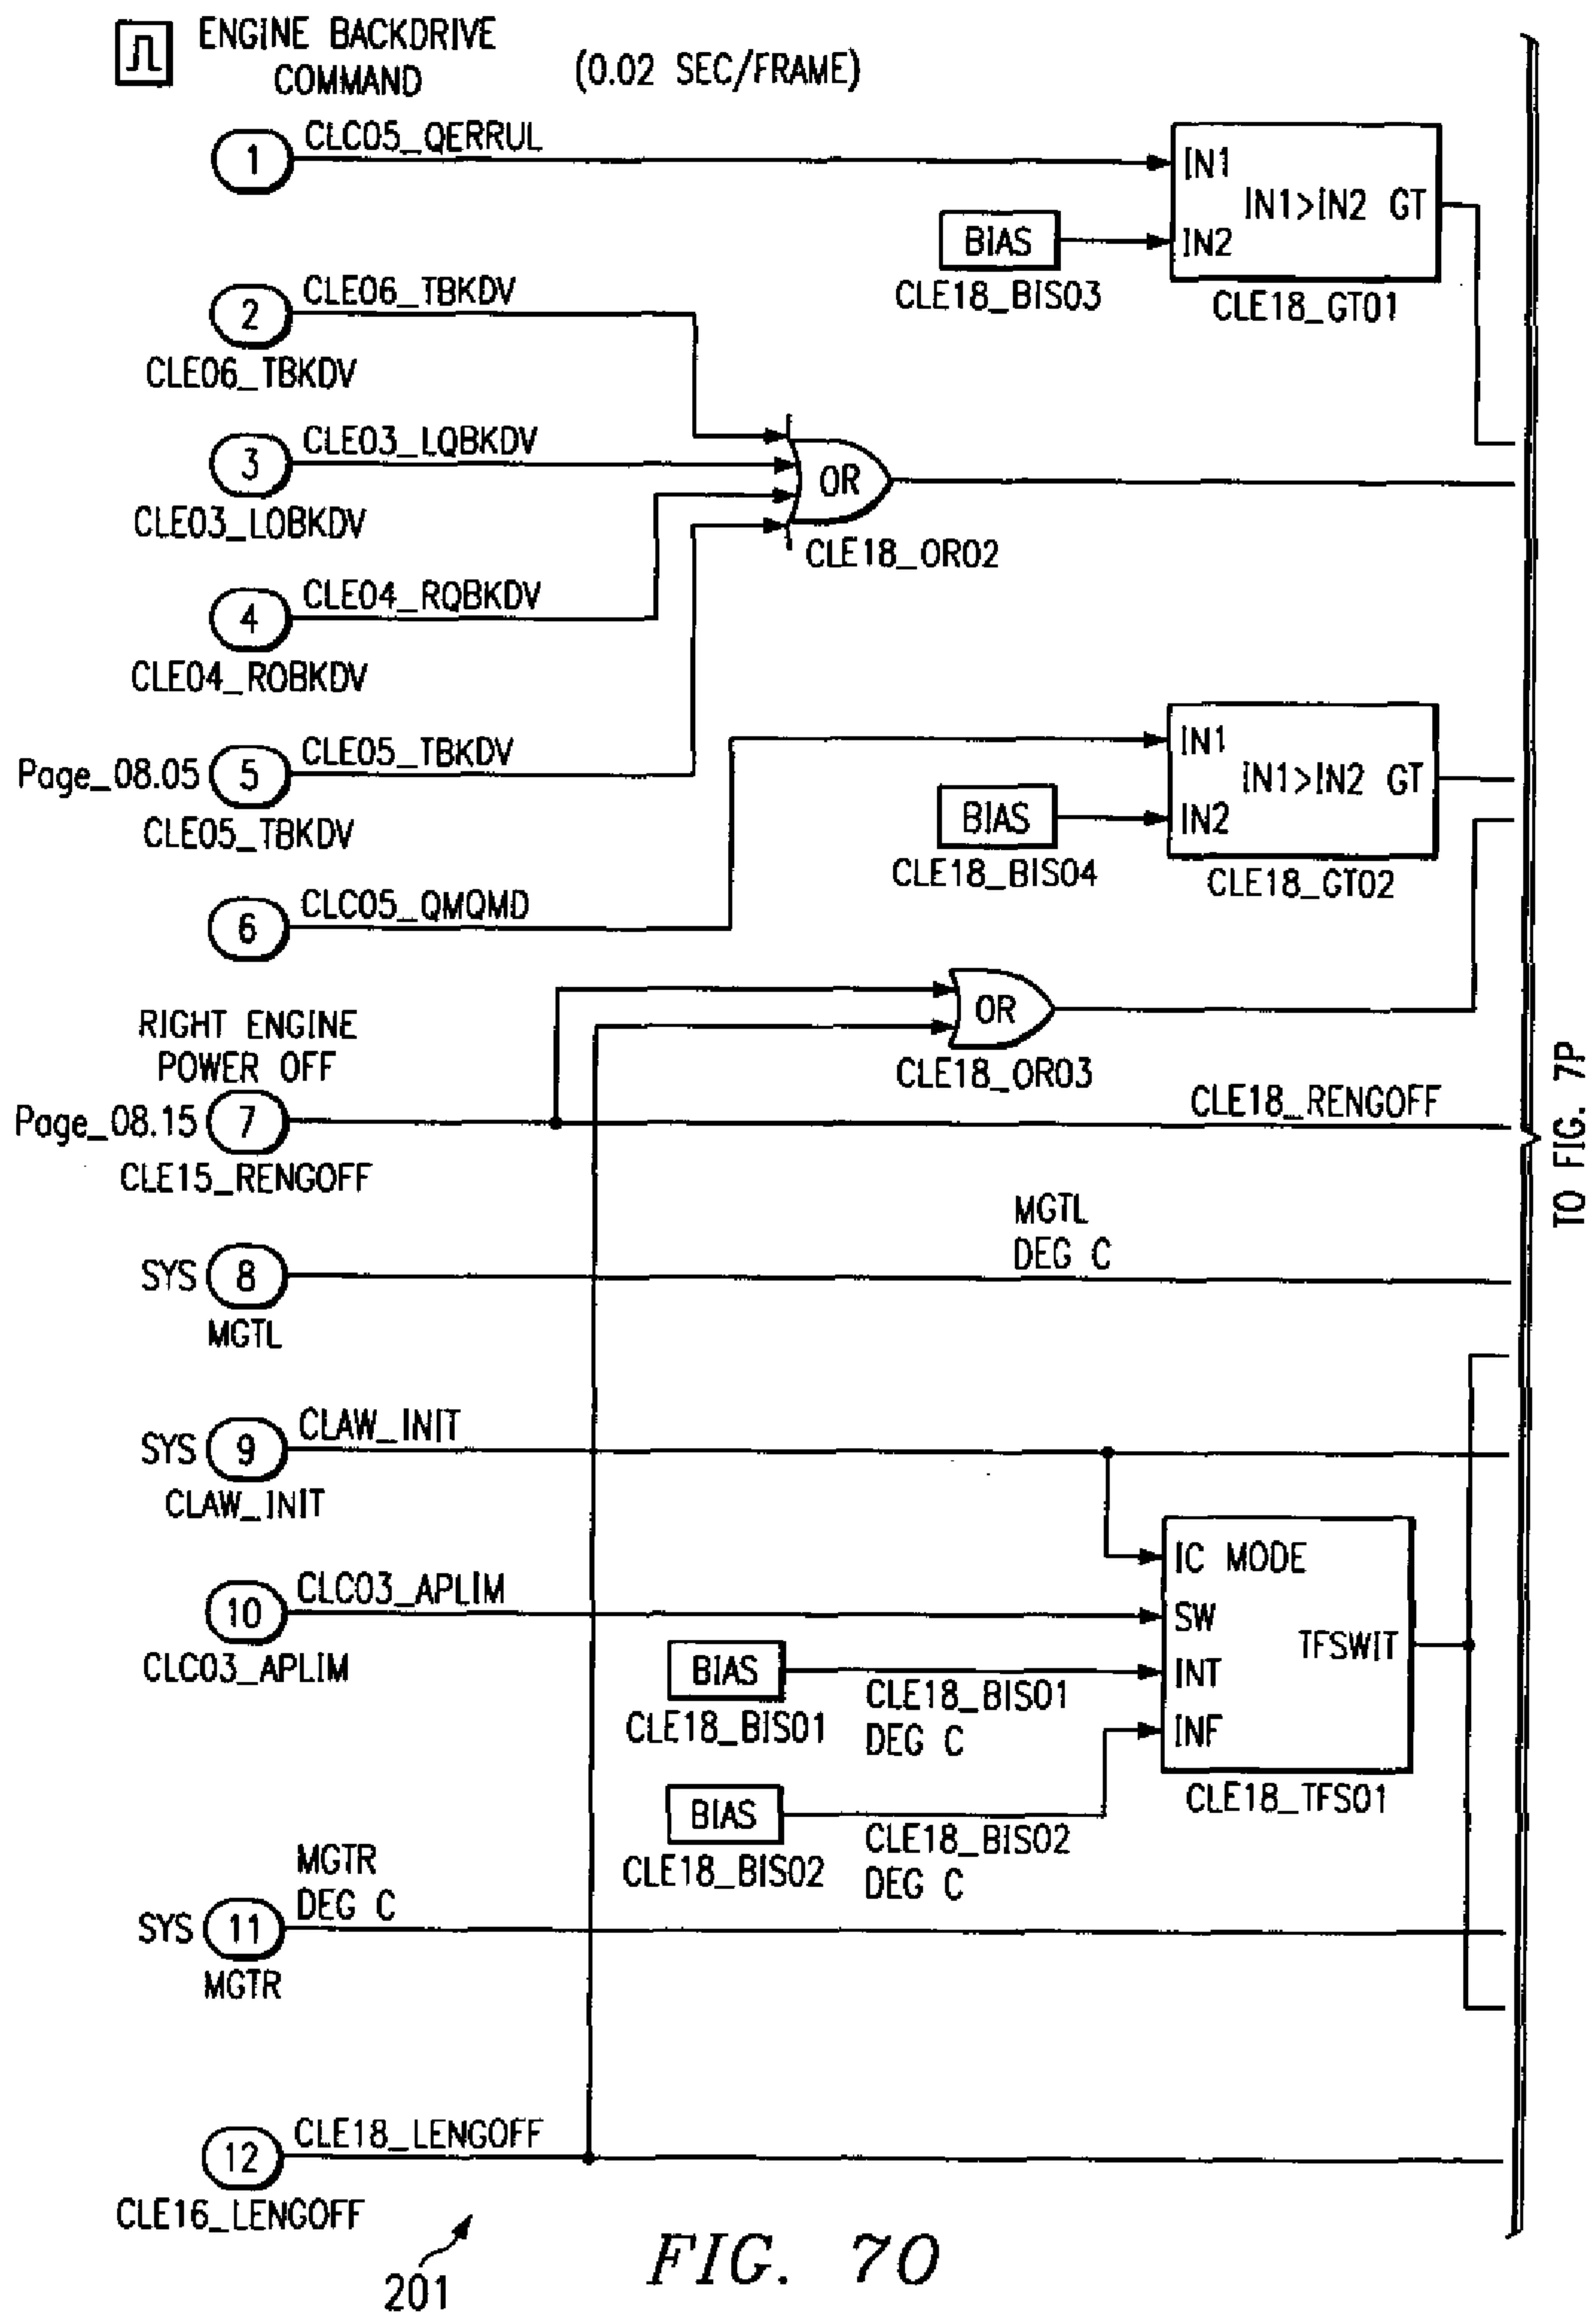 ENGINE BACKDRIVE
COMMAND
(0.02 SEC/FRAME)
1
CLC05_QERRUL
IN1
IN1>IN2 GT
BIAS
IN2
CLE18_BIS03
CLE18_GT01
2
CLE06_TBKDV
CLE06_TBKDV
3
CLE03_LQBKDV
OR
CLE03_LOBKDV
CLE18_OR02
4
CLE04_RQBKDV
CLE04_ROBKDV
Page_08.05
5
CLE05_TBKDV
CLE05_TBKDV
IN1
IN1>IN2 GT
BIAS
IN2
CLE18_BIS04
CLE18_GT02
6
CLC05_QMQMD
OR
CLE18_OR03
RIGHT ENGINE
POWER OFF
Page_08.15
7
CLE18_RENGOFF
CLE15_RENGOFF
TO FIG. 7P
MGTL
DEG C
SYS
8
MGTL
SYS
9
CLAW_INIT
CLAW_INIT
IC MODE
10
CLC03_APLIM
SW
CLC03_APLIM
TFSWIT
BIAS
INT
CLE18_BIS01
CLE18_BIS01
DEG C
INF
CLE18_TFS01
BIAS
CLE18_BIS02
CLE18_BIS02
DEG C
MGTR
DEG C
SYS
11
MGTR
12
CLE18_LENGOFF
CLE16_LENGOFF
201
FIG. 7O